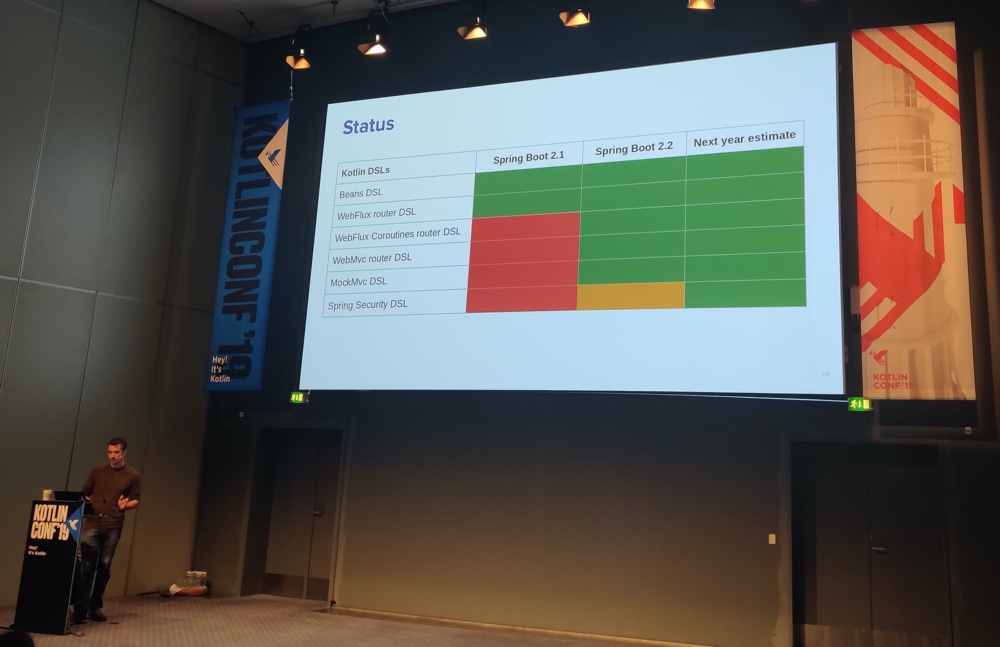 Status
Kotlin DSLs Spring Boot 2.1 Spring Boot 2.2 Next year estimate
Beans DSL
WebFlux router DSL
WebFlux Coroutines router DSL
WebMvc router DSL
MockMvc DSL
Spring Security DSL
KOTLINCONF '19
Hey!
It's
Kotlin
KOTLIN
CONF'19
KOTLIN
CONF'19
Hey!
It's Kotlin